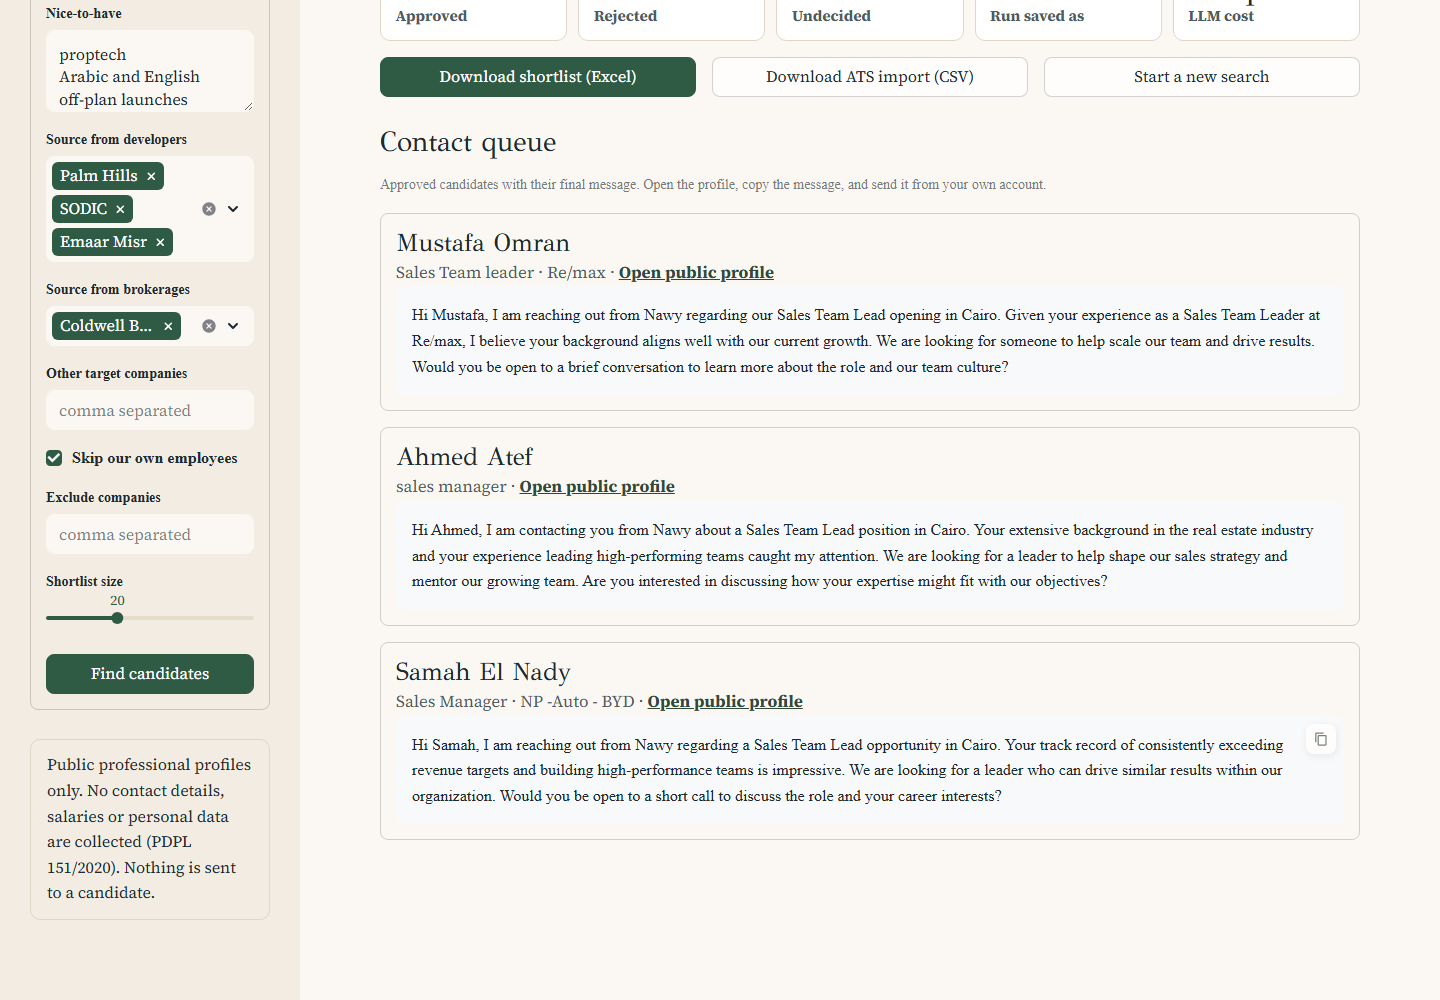 Nice-to-have
proptech
Arabic and English
off-plan launches
Source from developers
Palm Hills ×
SODIC ×
Emaar Misr ×
Source from brokerages
Coldwell B... ×
Other target companies
comma separated
Skip our own employees
Exclude companies
comma separated
Shortlist size
20
Find candidates
Public professional profiles
only. No contact details,
salaries or personal data
are collected (PDPL
151/2020). Nothing is sent
to a candidate.
Approved
Rejected
Undecided
Run saved as
LLM cost
Download shortlist (Excel)
Download ATS import (CSV)
Start a new search
Contact queue
Approved candidates with their final message. Open the profile, copy the message, and send it from your own account.
Mustafa Omran
Sales Team leader · Re/max · Open public profile
Hi Mustafa, I am reaching out from Nawy regarding our Sales Team Lead opening in Cairo. Given your experience as a Sales Team Leader at
Re/max, I believe your background aligns well with our current growth. We are looking for someone to help scale our team and drive results.
Would you be open to a brief conversation to learn more about the role and our team culture?
Ahmed Atef
sales manager · Open public profile
Hi Ahmed, I am contacting you from Nawy about a Sales Team Lead position in Cairo. Your extensive background in the real estate industry
and your experience leading high-performing teams caught my attention. We are looking for a leader to help shape our sales strategy and
mentor our growing team. Are you interested in discussing how your expertise might fit with our objectives?
Samah El Nady
Sales Manager · NP -Auto - BYD · Open public profile
Hi Samah, I am reaching out from Nawy regarding a Sales Team Lead opportunity in Cairo. Your track record of consistently exceeding
revenue targets and building high-performance teams is impressive. We are looking for a leader who can drive similar results within our
organization. Would you be open to a short call to discuss the role and your career interests?